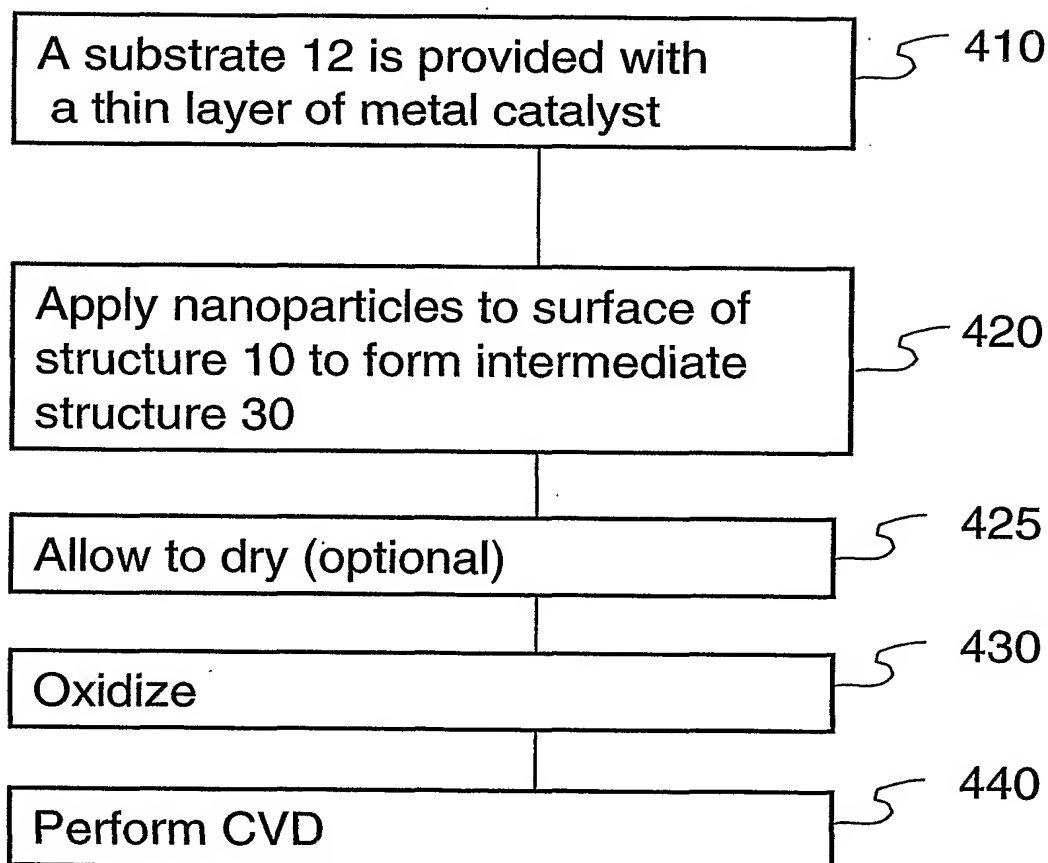 A substrate 12 is provided with
a thin layer of metal catalyst
410
Apply nanoparticles to surface of
structure 10 to form intermediate
structure 30
420
Allow to dry (optional)
425
Oxidize
430
Perform CVD
440